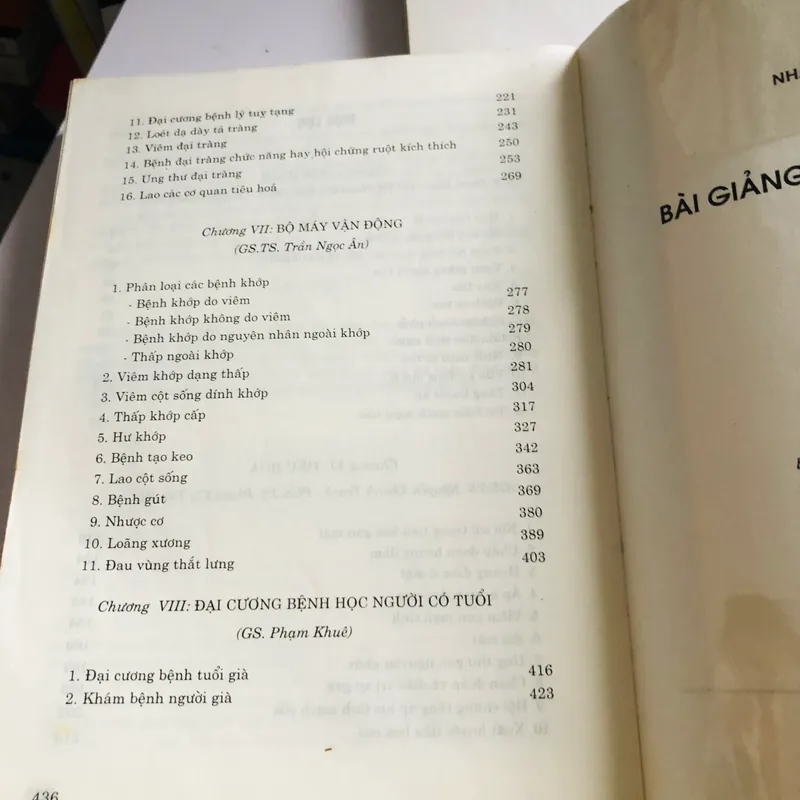 11. Đại cương bệnh lý tuỵ tạng 221
12. Loét dạ dày tá tràng 231
13. Viêm đại tràng 243
14. Bệnh đại tràng chức năng hay hội chứng ruột kích thích 250
15. Ung thư đại tràng 253
16. Lao các cơ quan tiêu hoá 269
Chương VII: BỘ MÁY VẬN ĐỘNG
(GS.TS. Trần Ngọc Ân)
1. Phân loại các bệnh khớp
- Bệnh khớp do viêm 277
- Bệnh khớp không do viêm 278
- Bệnh khớp do nguyên nhân ngoài khớp 279
- Thấp ngoài khớp 280
2. Viêm khớp dạng thấp 281
3. Viêm cột sống dính khớp 304
4. Thấp khớp cấp 317
5. Hư khớp 327
6. Bệnh tạo keo 342
7. Lao cột sống 363
8. Bệnh gút 369
9. Nhược cơ 380
10. Loãng xương 389
11. Đau vùng thắt lưng 403
Chương VIII: ĐẠI CƯƠNG BỆNH HỌC NGƯỜI CÓ TUỔI
(GS. Phạm Khuê)
1. Đại cương bệnh tuổi già 416
2. Khám bệnh người già 423
436
BÀI GIẢNG